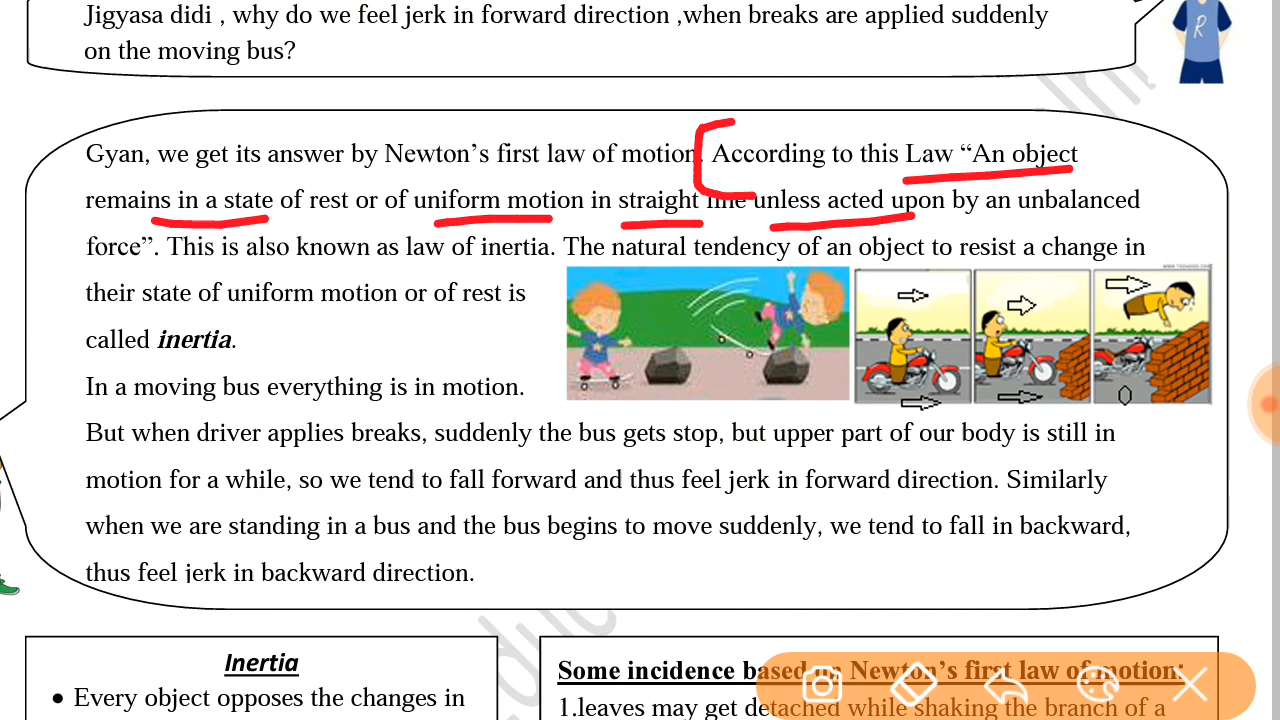 Jigyasa didi , why do we feel jerk in forward direction ,when breaks are applied suddenly
on the moving bus?
R
Gyan, we get its answer by Newton’s first law of motion. According to this Law “An object
remains in a state of rest or of uniform motion in straight line unless acted upon by an unbalanced
force”. This is also known as law of inertia. The natural tendency of an object to resist a change in
their state of uniform motion or of rest is
called inertia.
In a moving bus everything is in motion.
But when driver applies breaks, suddenly the bus gets stop, but upper part of our body is still in
motion for a while, so we tend to fall forward and thus feel jerk in forward direction. Similarly
when we are standing in a bus and the bus begins to move suddenly, we tend to fall in backward,
thus feel jerk in backward direction.
Inertia
• Every object opposes the changes in
Some incidence based on Newton’s first law of motion:
1.leaves may get detached while shaking the branch of a